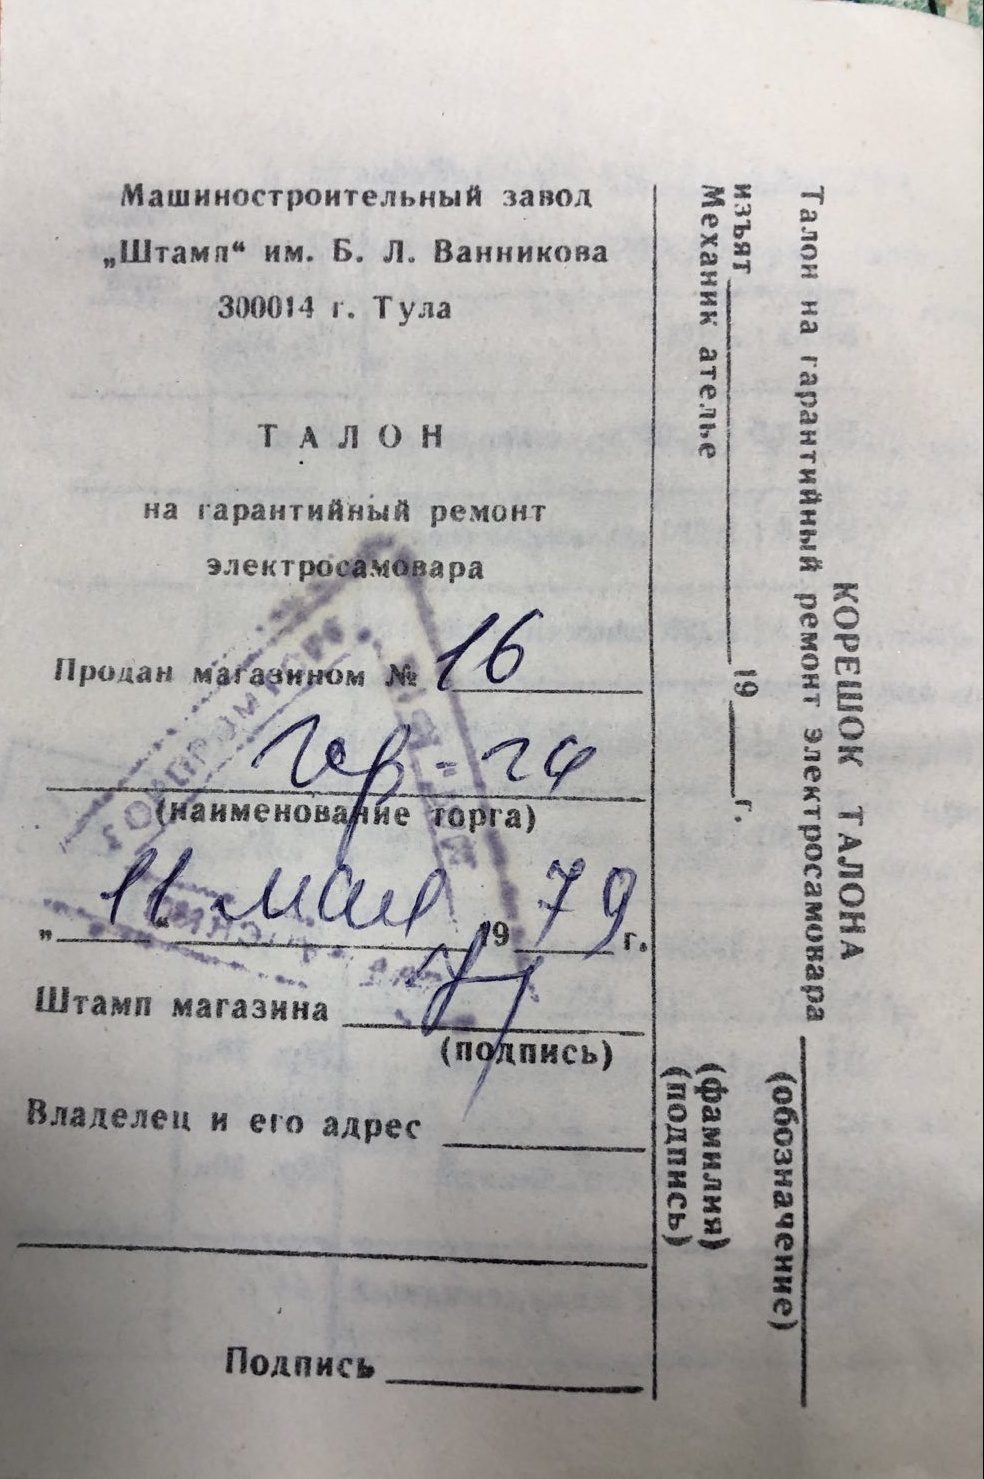 Машиностроительный завод
„Штамп“ им. Б. Л. Ванникова
300014 г. Тула
ТАЛОН
на гарантийный ремонт
электросамовара
Продан магазином № 16
(наименование торга)
„11“ мая 1979 г.
Штамп магазина
(подпись)
Владелец и его адрес
Подпись
КОРЕШОК ТАЛОНА
Талон на гарантийный ремонт электросамовара
(обозначение)
изъят 19 г.
Механик ателье
(фамилия)
(подпись)